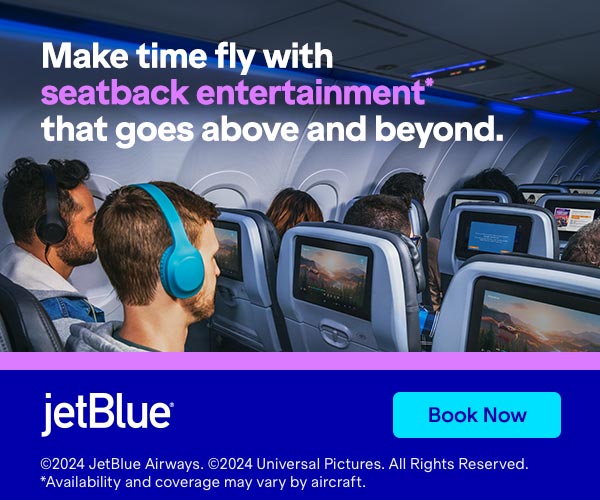 Make time fly with
seatback entertainment*
that goes above and beyond.
jetBlue®
Book Now
©2024 JetBlue Airways. ©2024 Universal Pictures. All Rights Reserved.
*Availability and coverage may vary by aircraft.